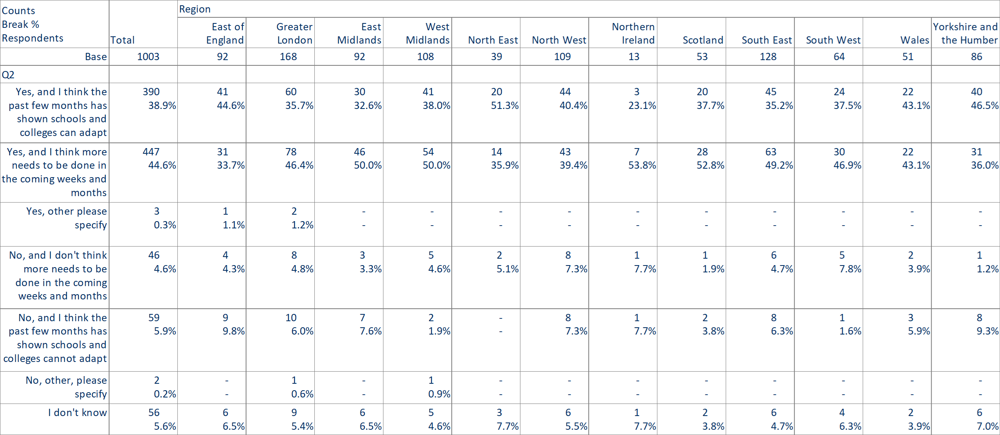 Counts
Break %
Respondents
Total
Region
East of
England
Greater
London
East
Midlands
West
Midlands
North East
North West
Northern
Ireland
Scotland
South East
South West
Wales
Yorkshire and
the Humber
Base 1003 92 168 92 108 39 109 13 53 128 64 51 86
Q2
Yes, and I think the 390 41 60 30 41 20 44 3 20 45 24 22 40
past few months has 38.9% 44.6% 35.7% 32.6% 38.0% 51.3% 40.4% 23.1% 37.7% 35.2% 37.5% 43.1% 46.5%
shown schools and
colleges can adapt
Yes, and I think more 447 31 78 46 54 14 43 7 28 63 30 22 31
needs to be done in 44.6% 33.7% 46.4% 50.0% 50.0% 35.9% 39.4% 53.8% 52.8% 49.2% 46.9% 43.1% 36.0%
the coming weeks and
months
Yes, other please 3 1 2 - - - - - - - - - -
specify 0.3% 1.1% 1.2% - - - - - - - - - -
No, and I don't think 46 4 8 3 5 2 8 1 1 6 5 2 1
more needs to be 4.6% 4.3% 4.8% 3.3% 4.6% 5.1% 7.3% 7.7% 1.9% 4.7% 7.8% 3.9% 1.2%
done in the coming
weeks and months
No, and I think the 59 9 10 7 2 - 8 1 2 8 1 3 8
past few months has 5.9% 9.8% 6.0% 7.6% 1.9% - 7.3% 7.7% 3.8% 6.3% 1.6% 5.9% 9.3%
shown schools and
colleges cannot adapt
No, other, please 2 - 1 - 1 - - - - - - - -
specify 0.2% - 0.6% - 0.9% - - - - - - - -
I don't know 56 6 9 6 5 3 6 1 2 6 4 2 6
5.6% 6.5% 5.4% 6.5% 4.6% 7.7% 5.5% 7.7% 3.8% 4.7% 6.3% 3.9% 7.0%